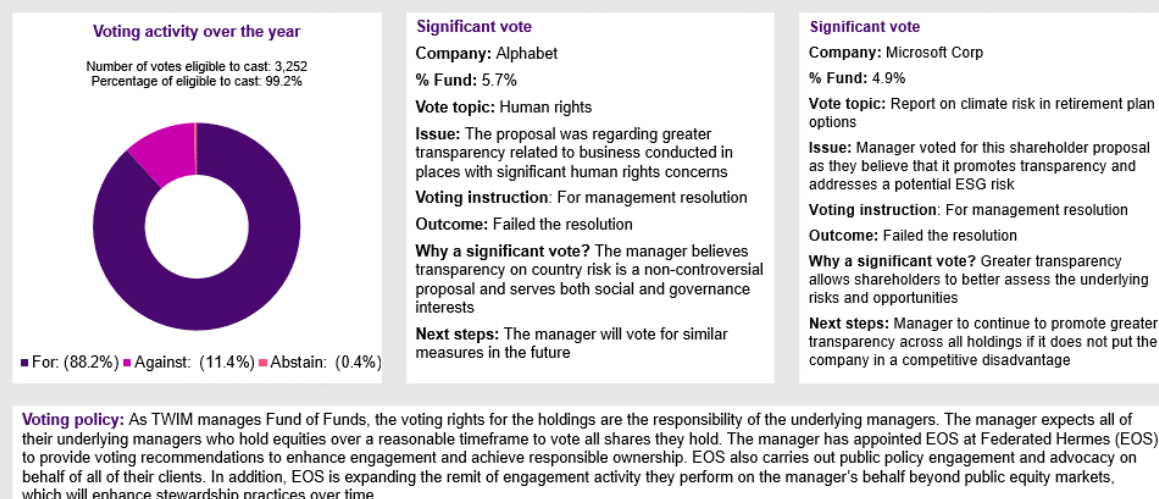 Voting activity over the year
Number of votes eligible to cast: 3,252
Percentage of eligible to cast: 99.2%
For: (88.2%) Against: (11.4%) Abstain: (0.4%)
Significant vote
Company: Alphabet
% Fund: 5.7%
Vote topic: Human rights
Issue: The proposal was regarding greater
transparency related to business conducted in
places with significant human rights concerns
Voting instruction: For management resolution
Outcome: Failed the resolution
Why a significant vote? The manager believes
transparency on country risk is a non-controversial
proposal and serves both social and governance
interests
Next steps: The manager will vote for similar
measures in the future
Significant vote
Company: Microsoft Corp
% Fund: 4.9%
Vote topic: Report on climate risk in retirement plan
options
Issue: Manager voted for this shareholder proposal
as they believe that it promotes transparency and
addresses a potential ESG risk
Voting instruction: For management resolution
Outcome: Failed the resolution
Why a significant vote? Greater transparency
allows shareholders to better assess the underlying
risks and opportunities
Next steps: Manager to continue to promote greater
transparency across all holdings if it does not put the
company in a competitive disadvantage
Voting policy: As TWIM manages Fund of Funds, the voting rights for the holdings are the responsibility of the underlying managers. The manager expects all of
their underlying managers who hold equities over a reasonable timeframe to vote all shares they hold. The manager has appointed EOS at Federated Hermes (EOS)
to provide voting recommendations to enhance engagement and achieve responsible ownership. EOS also carries out public policy engagement and advocacy on
behalf of all of their clients. In addition, EOS is expanding the remit of engagement activity they perform on the manager's behalf beyond public equity markets,
which will enhance stewardship practices over time